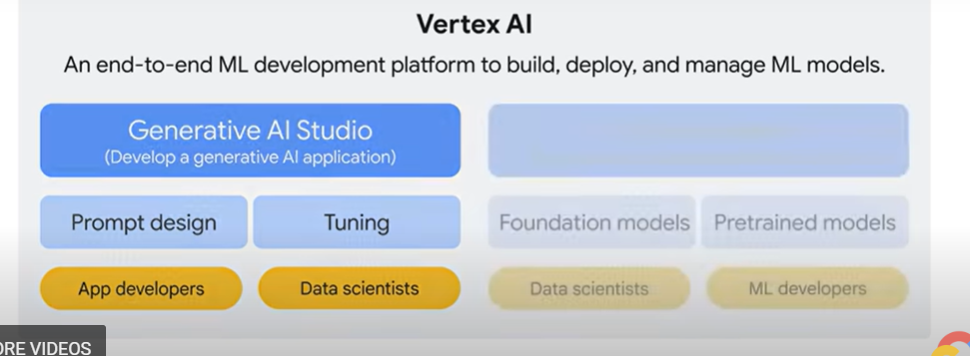 Vertex AI
An end-to-end ML development platform to build, deploy, and manage ML models.
Generative AI Studio
(Develop a generative AI application)
Prompt design
Tuning
Foundation models
Pretrained models
App developers
Data scientists
Data scientists
ML developers
ORE VIDEOS